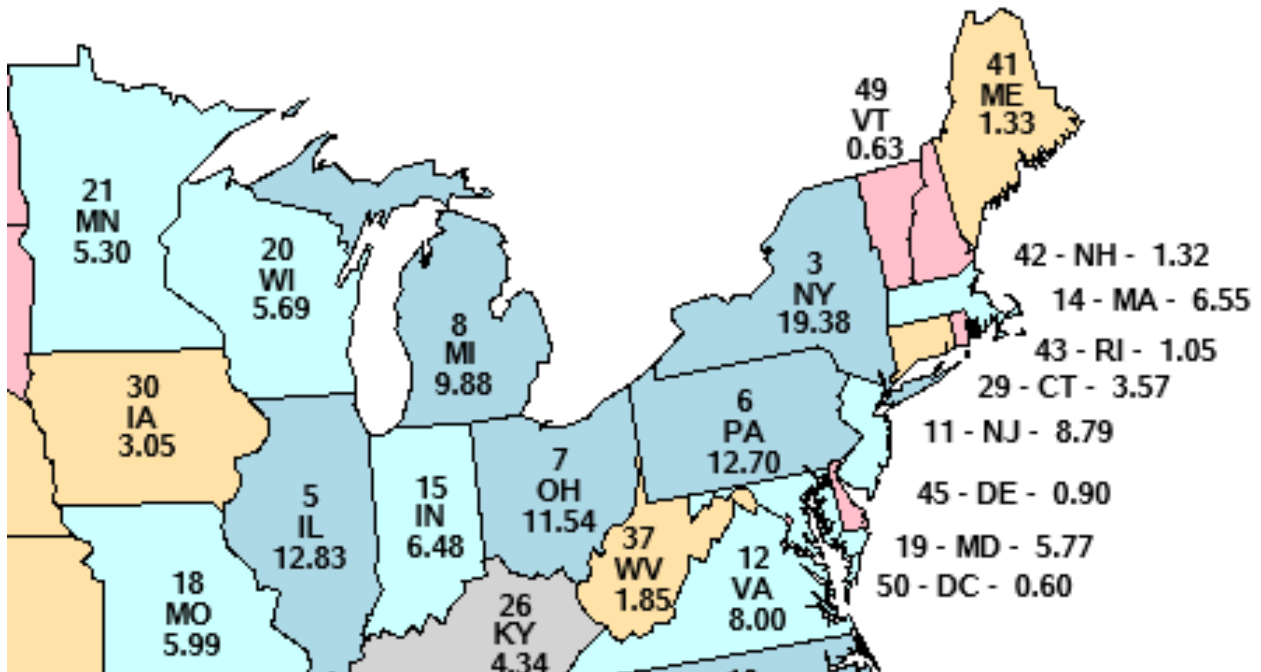 41
ME
1.33
49
VT
0.63
21
MN
5.30
20
WI
5.69
3
NY
19.38
42 - NH - 1.32
14 - MA - 6.55
43 - RI - 1.05
29 - CT - 3.57
8
MI
9.88
30
IA
3.05
6
PA
12.70
11 - NJ - 8.79
7
OH
11.54
15
IN
6.48
5
IL
12.83
45 - DE - 0.90
37
WV
1.85
19 - MD - 5.77
50 - DC - 0.60
12
VA
8.00
18
MO
5.99
26
KY
4.34